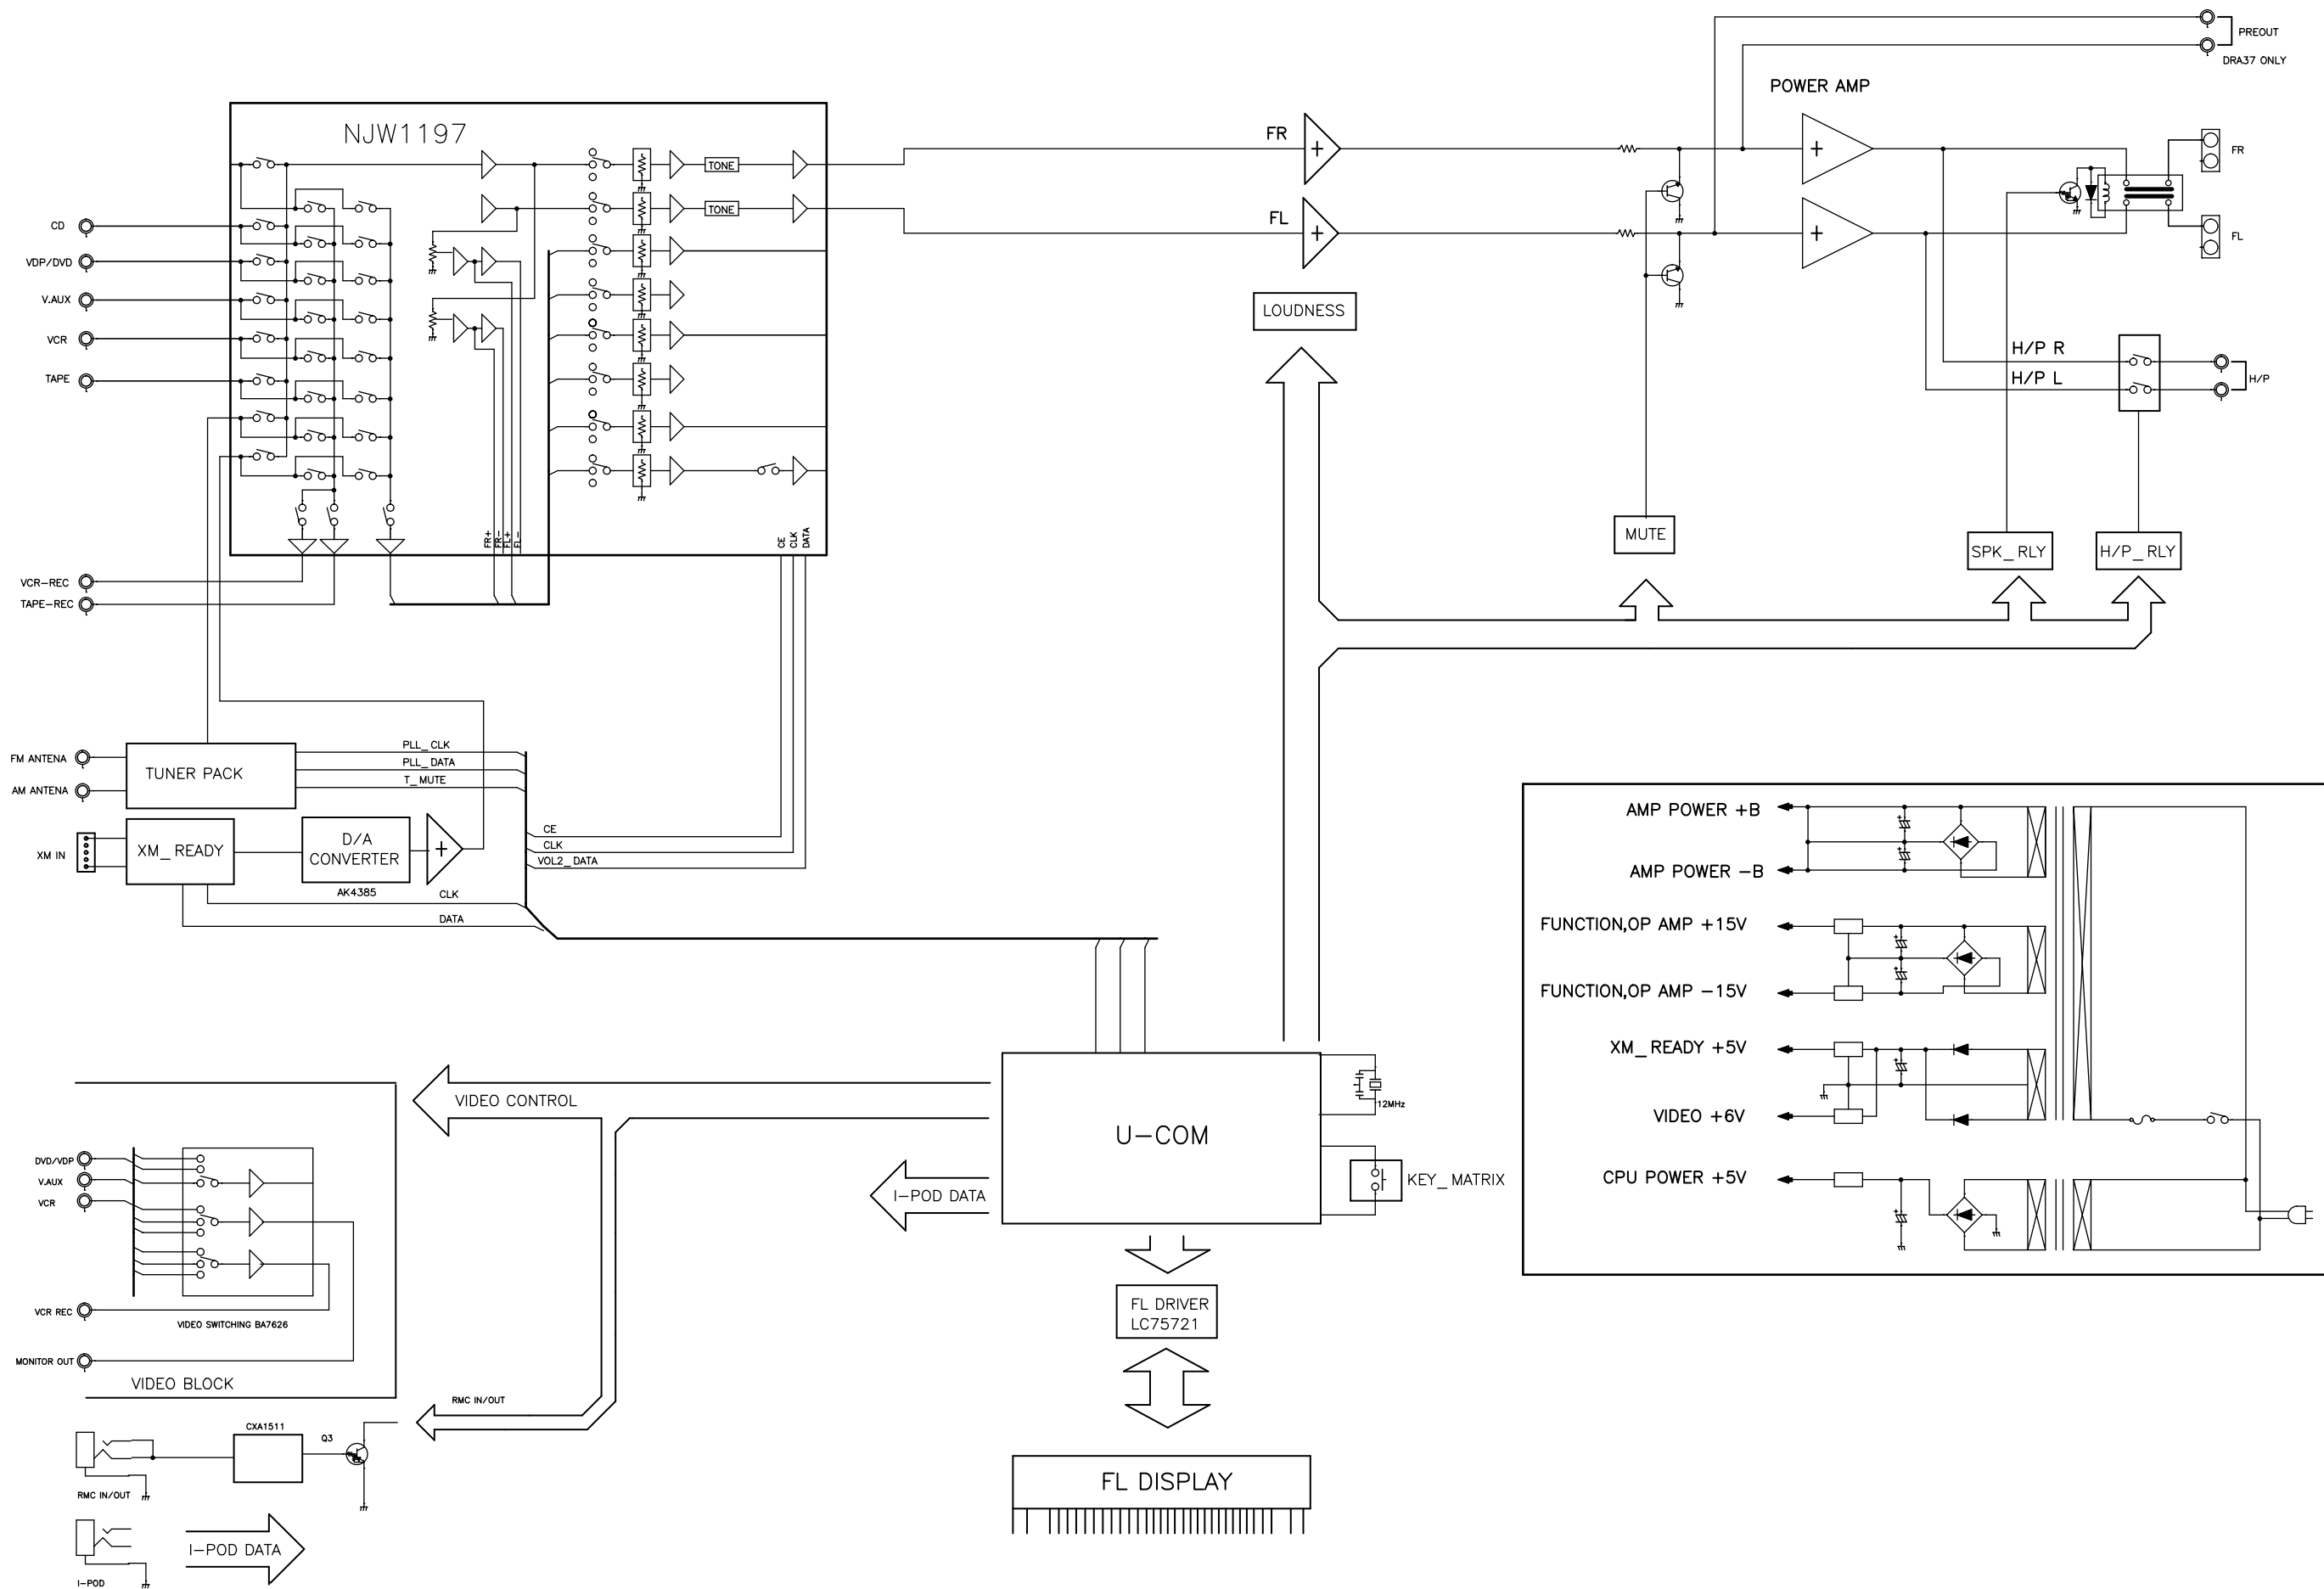 PREOUT
DRA37 ONLY
POWER AMP
NJW1197
TONE
TONE
FR
FL
FR
FL
LOUDNESS
CD
VDP/DVD
V.AUX
VCR
TAPE
H/P R
H/P L
H/P
FR+
FR-
FL+
FL-
CE
CLK
DATA
MUTE
SPK_RLY
H/P_RLY
VCR-REC
TAPE-REC
FM ANTENA
AM ANTENA
TUNER PACK
PLL_CLK
PLL_DATA
T_MUTE
XM IN
XM_READY
D/A
CONVERTER
AK4385
CE
CLK
VOL2_DATA
CLK
DATA
AMP POWER +B
AMP POWER -B
FUNCTION,OP AMP +15V
FUNCTION,OP AMP -15V
XM_READY +5V
VIDEO +6V
CPU POWER +5V
VIDEO CONTROL
U-COM
12MHz
KEY_MATRIX
I-POD DATA
DVD/VDP
V.AUX
VCR
VCR REC
VIDEO SWITCHING BA7626
MONITOR OUT
VIDEO BLOCK
FL DRIVER
LC75721
RMC IN/OUT
CXA1511
Q3
RMC IN/OUT
FL DISPLAY
I-POD DATA
I-POD